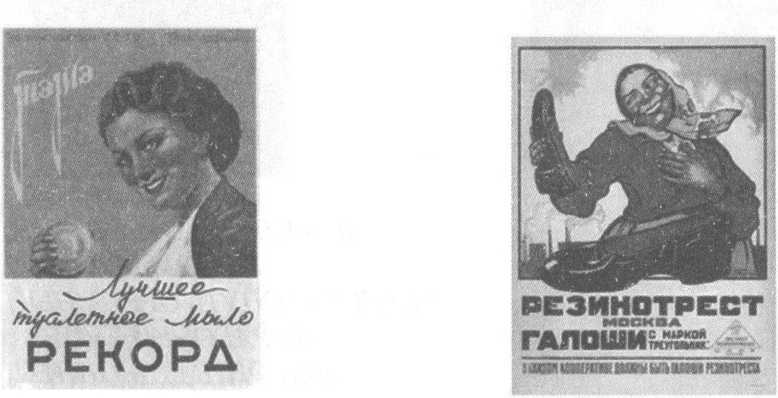 Лучшее
туалетное мыло
РЕКОРД
РЕЗИНОТРЕСТ
МОСКВА
ГАЛОШИ С МАРКОЙ
ТРЕУГОЛЬНИК
В КАЖДОМ КООПЕРАТИВЕ ДОЛЖНЫ БЫТЬ ГАЛОШИ РЕЗИНОТРЕСТА